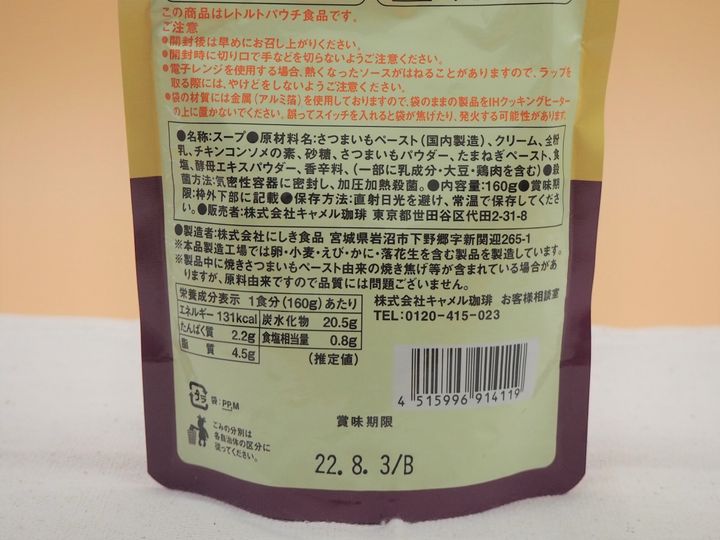 この商品はレトルトパウチ食品です。
ご注意
●開封後は早めにお召し上がりください。
●開封時に切り口で手などを切らないようご注意ください。
●電子レンジを使用する場合、熱くなったソースがはねることがありますので、ラップを
取る際には、やけどをしないようご注意ください。
●袋の材質には金属(アルミ箔)を使用しておりますので、袋のままの製品をIHクッキングヒーター
の上に置かないでください。誤ってスイッチを入れると袋が焦げたり、発火する可能性があります。
●名称:スープ●原材料名:さつまいもペースト(国内製造)、クリーム、全粉
乳、チキンコンソメの素、砂糖、さつまいもパウダー、たまねぎペースト、食
塩、酵母エキスパウダー、香辛料、(一部に乳成分・大豆・鶏肉を含む)●殺
菌方法:気密性容器に密封し、加圧加熱殺菌。●内容量:160g●賞味期
限:枠外下部に記載●保存方法:直射日光を避け、常温で保存してくださ
い。●販売者:株式会社キャメル珈琲 東京都世田谷区代田2-31-8
●製造者:株式会社にしき食品 宮城県岩沼市下野郷字新関迎265-1
※本品製造工場では卵・小麦・えび・かに・落花生を含む製品を製造しています。
※製品中に焼きさつまいもペースト由来の焼き焦げ等が含まれている場合があ
りますが、原料由来ですので品質には問題ございません。
栄養成分表示 1食分(160g)あたり
エネルギー 131kcal 炭水化物 20.5g
たんぱく質 2.2g 食塩相当量 0.8g
脂質 4.5g (推定値)
株式会社キャメル珈琲 お客様相談室
TEL:0120-415-023
4 515996 914119
プラ
袋:PP,M
ごみの分別は
各自治体の区分に
従ってください。
賞味期限
22. 8. 3/B